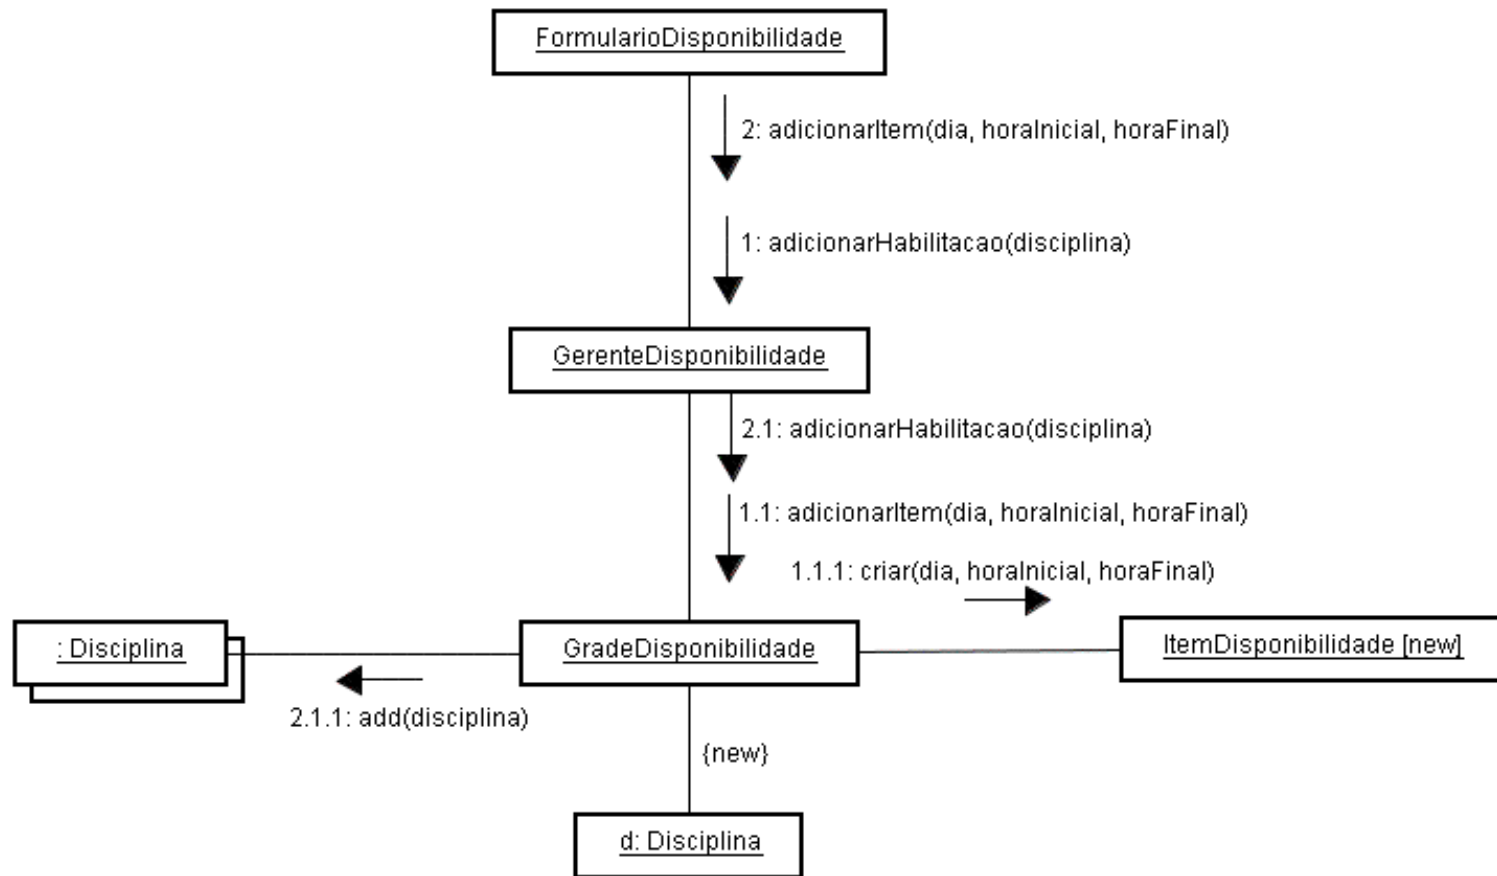 FormularioDisponibilidade
2: adicionarItem(dia, horaInicial, horaFinal)
1: adicionarHabilitacao(disciplina)
GerenteDisponibilidade
2.1: adicionarHabilitacao(disciplina)
1.1: adicionarItem(dia, horaInicial, horaFinal)
1.1.1: criar(dia, horaInicial, horaFinal)
: Disciplina
GradeDisponibilidade
ItemDisponibilidade [new]
2.1.1: add(disciplina)
{new}
d: Disciplina